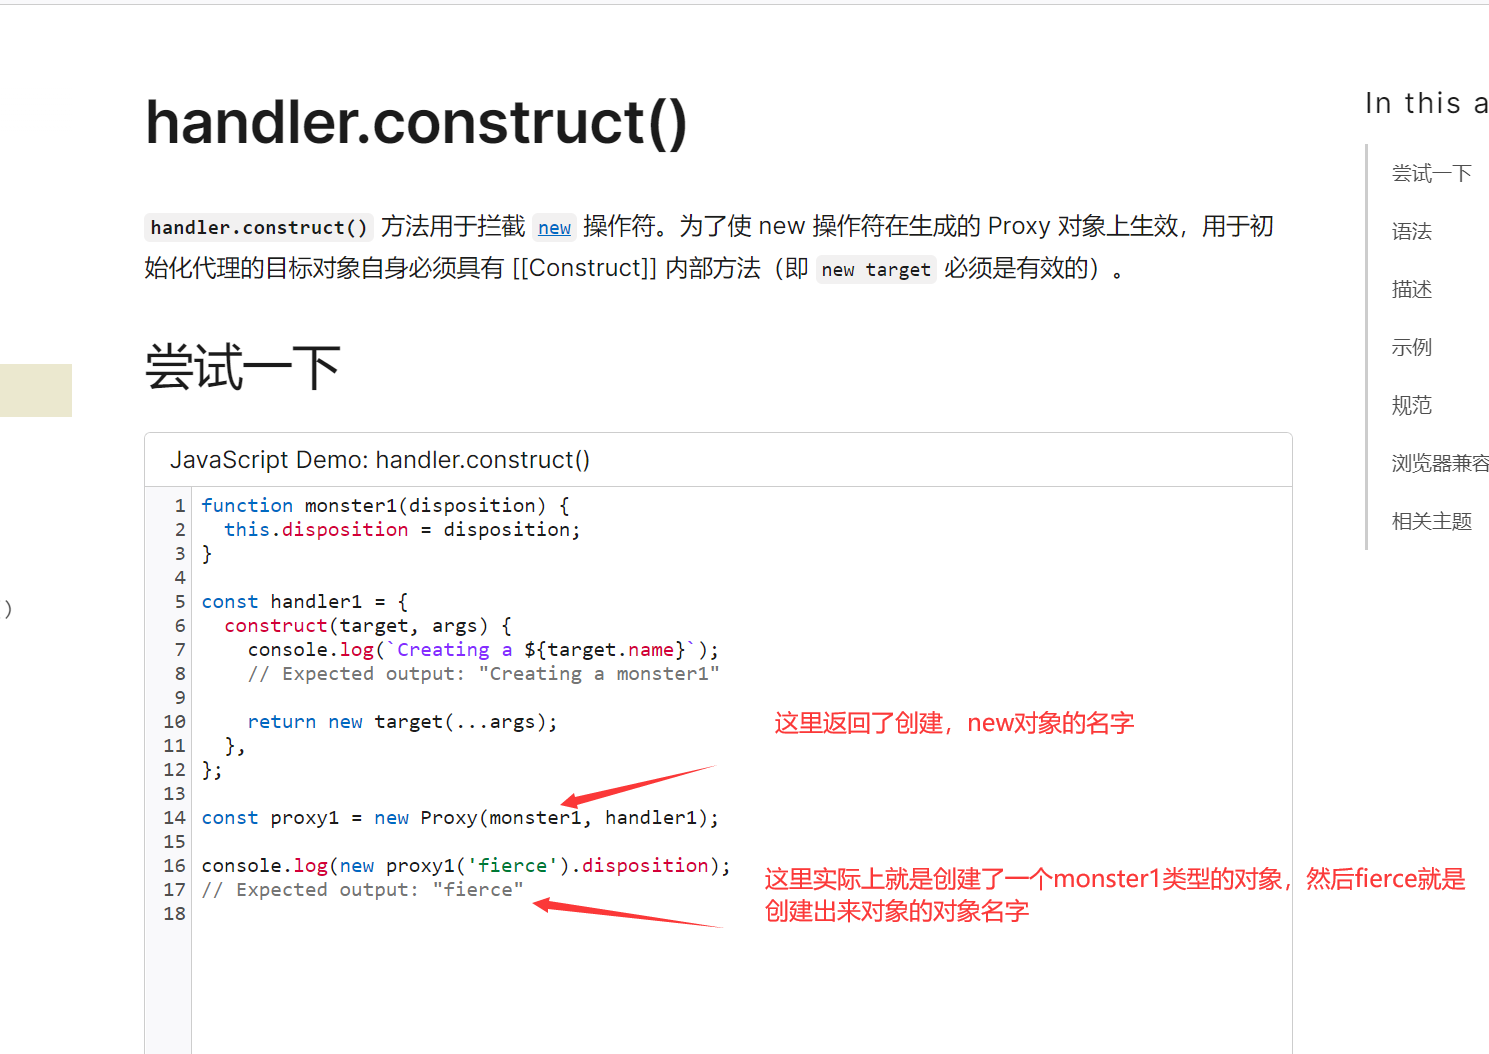 handler.construct()
In this a
尝试一下
语法
描述
示例
规范
浏览器兼容
相关主题
handler.construct() 方法用于拦截 new 操作符。为了使 new 操作符在生成的 Proxy 对象上生效，用于初
始化代理的目标对象自身必须具有 [[Construct]] 内部方法（即 new target 必须是有效的）。
尝试一下
)
JavaScript Demo: handler.construct()
1 function monster1(disposition) {
2   this.disposition = disposition;
3 }
4
5 const handler1 = {
6   construct(target, args) {
7     console.log(`Creating a ${target.name}`);
8     // Expected output: "Creating a monster1"
9
10     return new target(...args);
11   },
12 };
13
14 const proxy1 = new Proxy(monster1, handler1);
15
16 console.log(new proxy1('fierce').disposition);
17 // Expected output: "fierce"
18
这里返回了创建，new对象的名字
这里实际上就是创建了一个monster1类型的对象，然后fierce就是
创建出来对象的对象名字